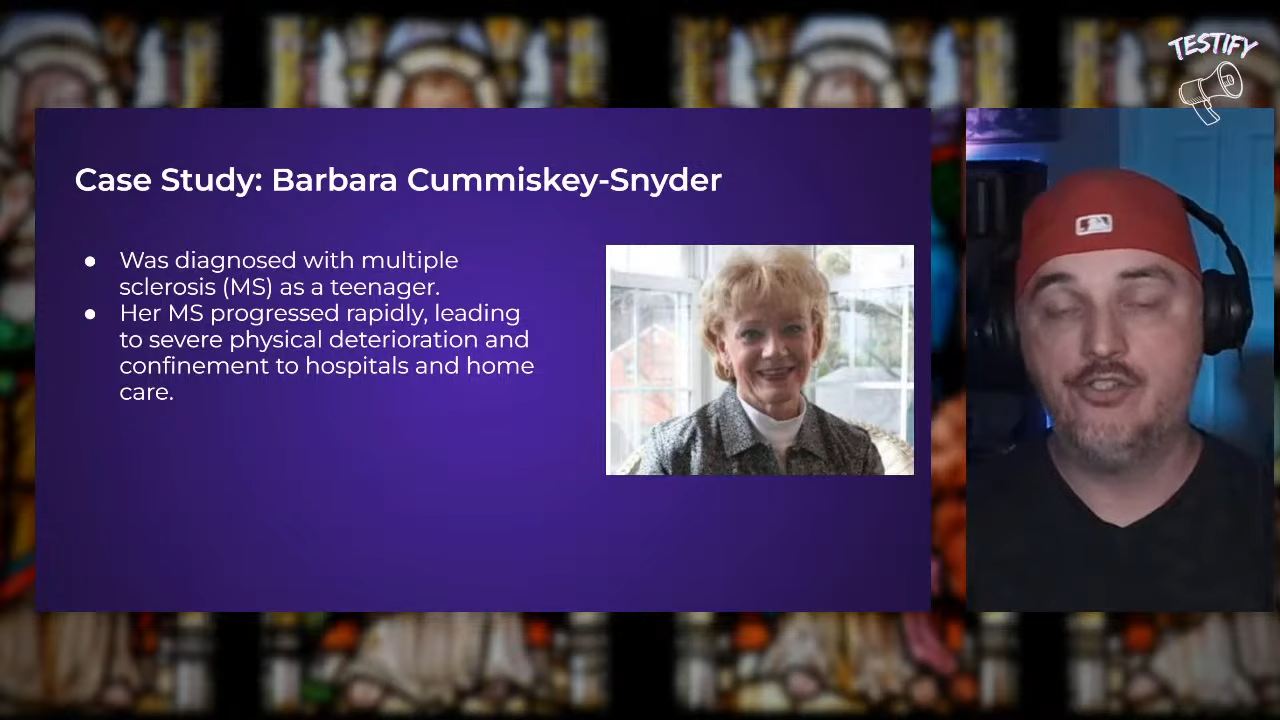 TESTIFY
Case Study: Barbara Cummiskey-Snyder
● Was diagnosed with multiple
sclerosis (MS) as a teenager.
● Her MS progressed rapidly, leading
to severe physical deterioration and
confinement to hospitals and home
care.